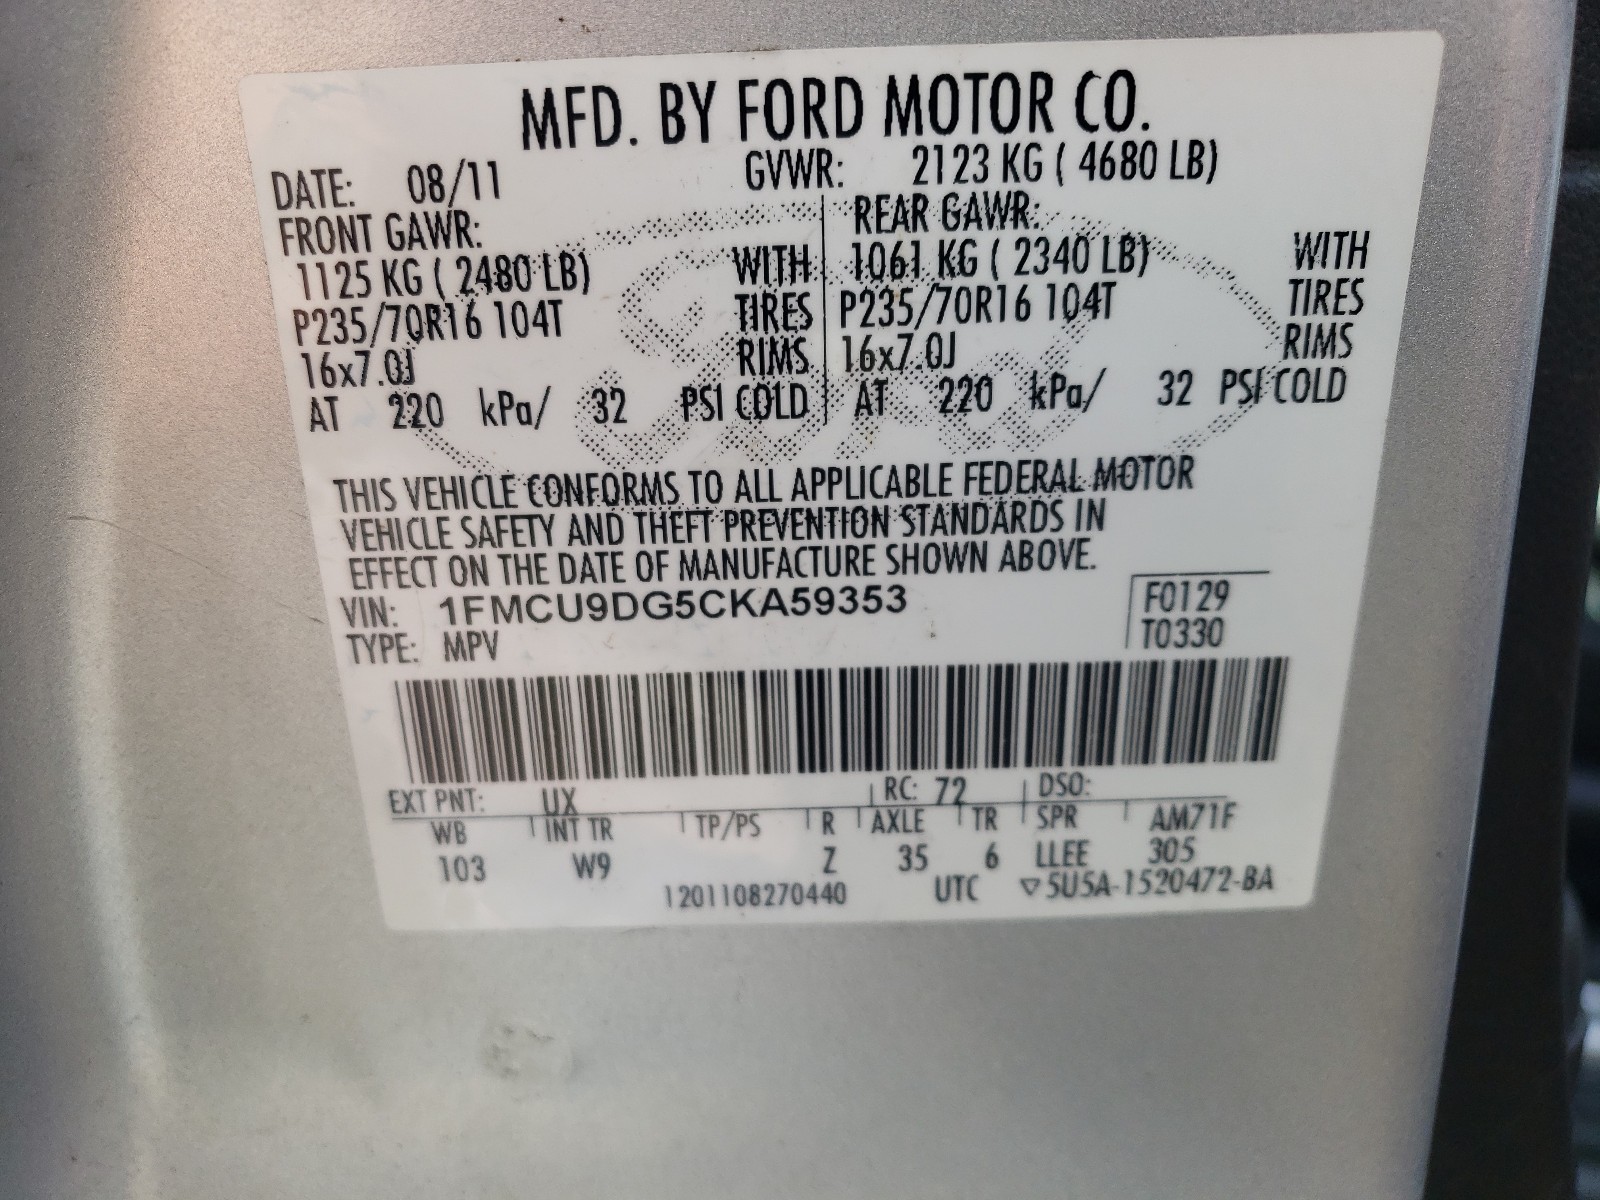 MFD. BY FORD MOTOR CO.
DATE: 08/11 GVWR: 2123 KG ( 4680 LB)
FRONT GAWR: REAR GAWR:
1125 KG ( 2480 LB) WITH 1061 KG ( 2340 LB) WITH
P235/70R16 104T TIRES P235/70R16 104T TIRES
16x7.0J RIMS 16x7.0J RIMS
AT 220 kPa/ 32 PSI COLD AT 220 kPa/ 32 PSI COLD
THIS VEHICLE CONFORMS TO ALL APPLICABLE FEDERAL MOTOR
VEHICLE SAFETY AND THEFT PREVENTION STANDARDS IN
EFFECT ON THE DATE OF MANUFACTURE SHOWN ABOVE.
VIN: 1FMCU9DG5CKA59353 F0129
TYPE: MPV T0330
EXT PNT: UX RC: 72 DSO:
WB INT TR TP/PS R AXLE TR SPR AM71F
103 W9 Z 35 6 LLEE 305
1201108270440 UTC ▽5U5A-1520472-BA